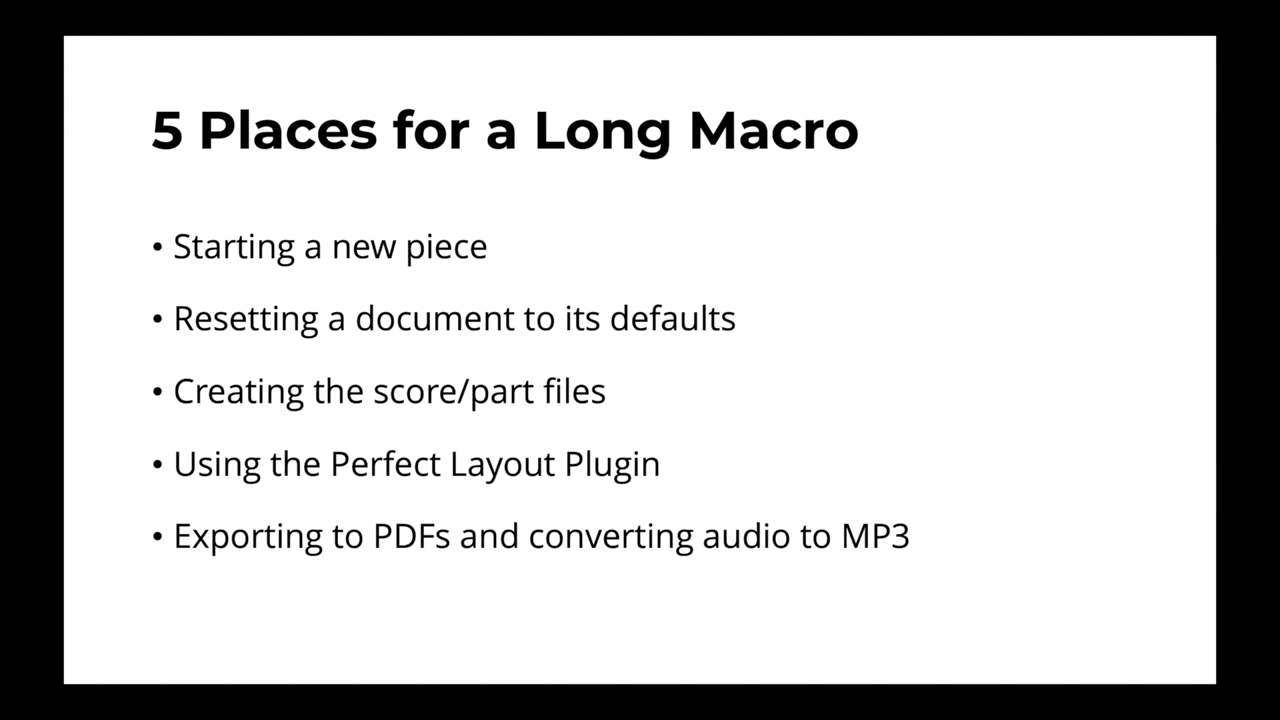 5 Places for a Long Macro
• Starting a new piece
• Resetting a document to its defaults
• Creating the score/part files
• Using the Perfect Layout Plugin
• Exporting to PDFs and converting audio to MP3